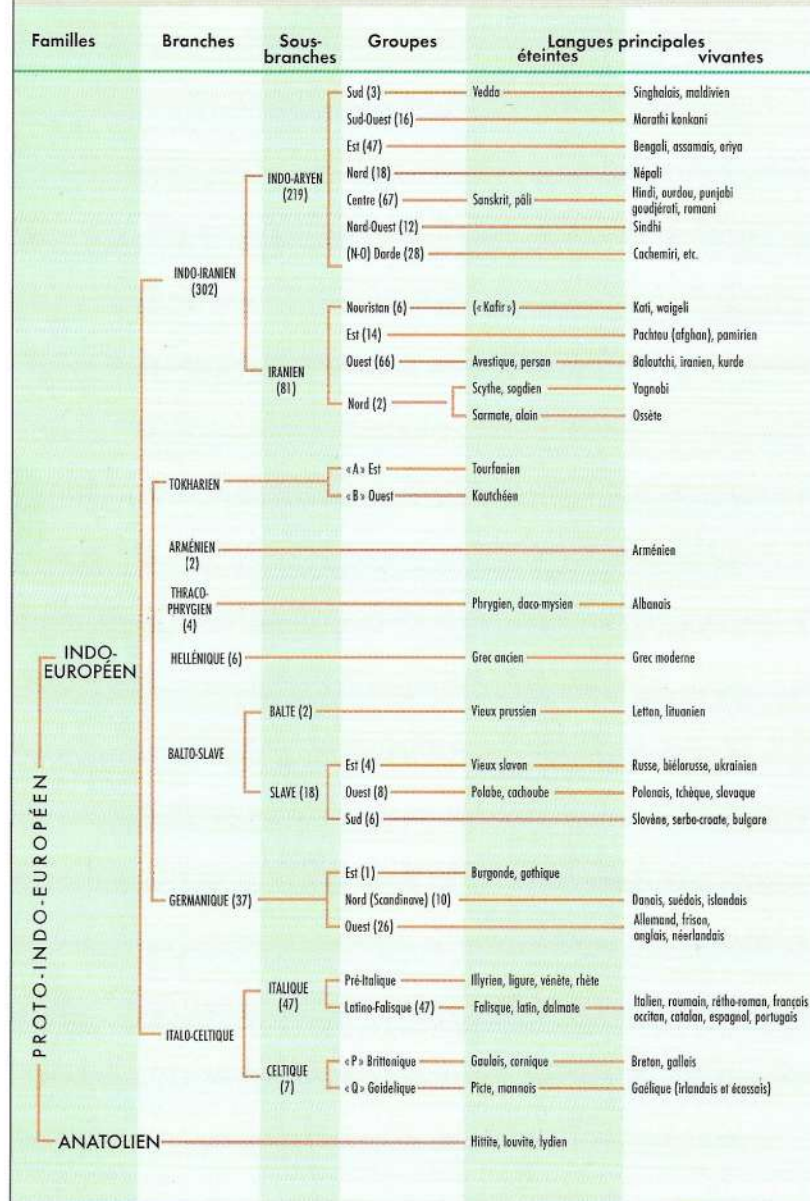 Familles Branches Sous-branches Groupes Langues principales
éteintes vivantes
Sud (3) Vedda Singhalais, maldivien
Sud-Ouest (16) Marathi konkani
Est (47) Bengali, assamais, oriya
INDO-ARYEN
(219)
Nord (18) Népali
Centre (67) Sanskrit, pâli Hindi, ourdou, punjabi
goudjérati, romani
Nord-Ouest (12) Sindhi
(N-O) Darde (28) Cachemiri, etc.
INDO-IRANIEN
(302)
Nouristan (6) (« Kafir ») Kati, waigeli
Est (14) Pachtou (afghan), pamirien
IRANIEN
(81)
Ouest (66) Avestique, persan Baloutchi, iranien, kurde
Nord (2) Scythe, sogdien Yagnobi
Sarmate, alain Ossète
TOKHARIEN
« A » Est Tourfanien
« B » Ouest Koutchéen
ARMÉNIEN
(2)
Arménien
THRACO-
PHRYGIEN
(4)
Phrygien, daco-mysien Albanais
INDO-
EUROPÉEN
HELLÉNIQUE (6) Grec ancien Grec moderne
BALTO-SLAVE
BALTE (2) Vieux prussien Letton, lituanien
SLAVE (18)
Est (4) Vieux slavon Russe, biélorusse, ukrainien
Ouest (8) Polabe, cachoube Polonais, tchèque, slovaque
Sud (6) Slovène, serbo-croate, bulgare
PROTO-INDO-EUROPÉEN
GERMANIQUE (37)
Est (1) Burgonde, gothique
Nord (Scandinave) (10) Danois, suédois, islandais
Ouest (26) Allemand, frison,
anglais, néerlandais
ITALO-CELTIQUE
ITALIQUE
(47)
Pré-Italique Illyrien, ligure, vénète, rhète
Latino-Falisque (47) Falisque, latin, dalmate Italien, roumain, rétho-roman, français
occitan, catalan, espagnol, portugais
CELTIQUE
(7)
« P » Brittonique Gaulois, cornique Breton, gallois
« Q » Goidelique Picte, mannois Gaélique (irlandais et écossais)
ANATOLIEN Hittite, louvite, lydien